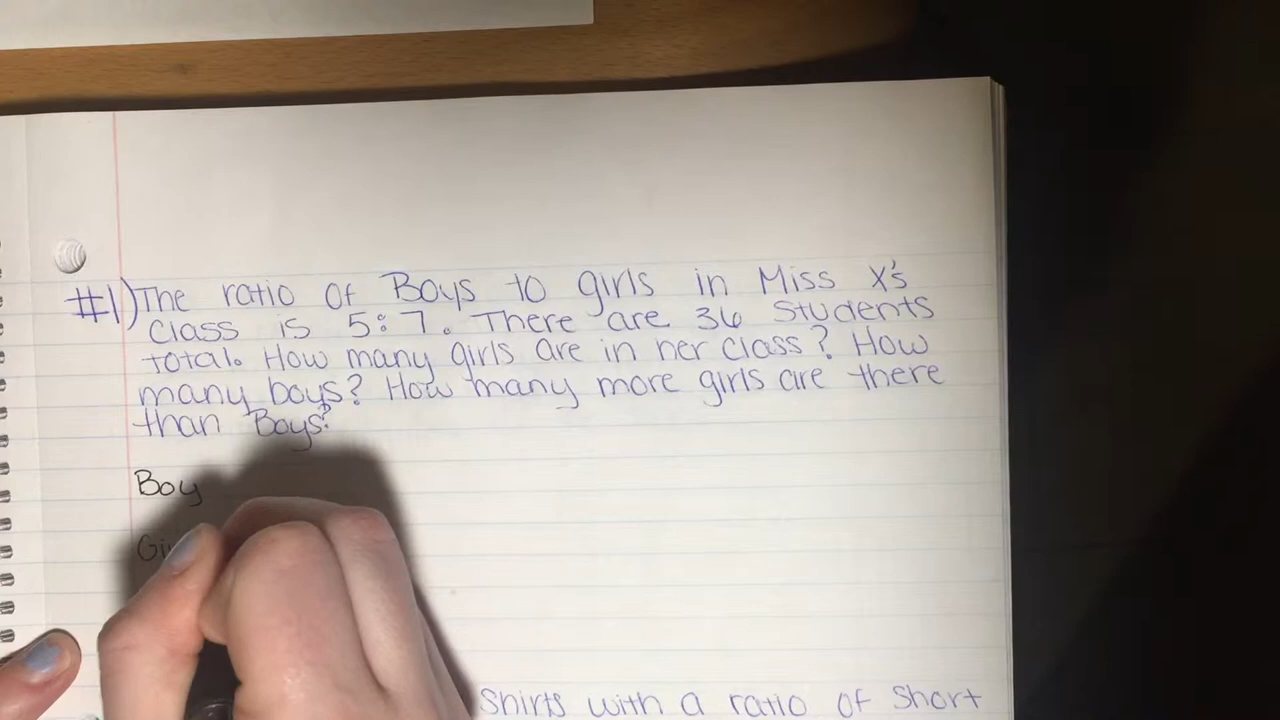 #1) The ratio of Boys to girls in Miss X's
class is 5:7. There are 36 Students
total. How many girls are in her class? How
many boys? How many more girls are there
than Boys?
Boy
Gi
shirts with a ratio of short